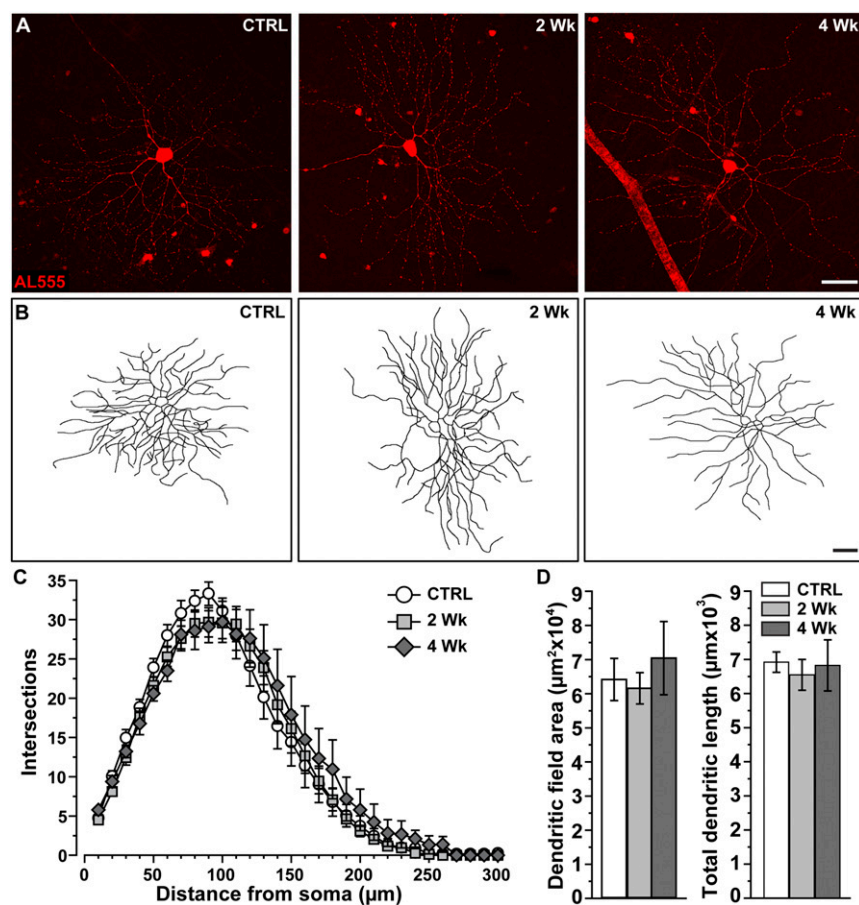 A
CTRL
2 Wk
4 Wk
AL555
B
CTRL
2 Wk
4 Wk
C
Intersections
35
30
25
20
15
10
5
0
0 50 100 150 200 250 300
Distance from soma (µm)
CTRL
2 Wk
4 Wk
D
Dendritic field area (µm²x10⁴)
9
8
7
6
5
4
3
2
1
0
Total dendritic length (µmx10³)
9
8
7
6
5
4
3
2
1
0
CTRL
2 Wk
4 Wk